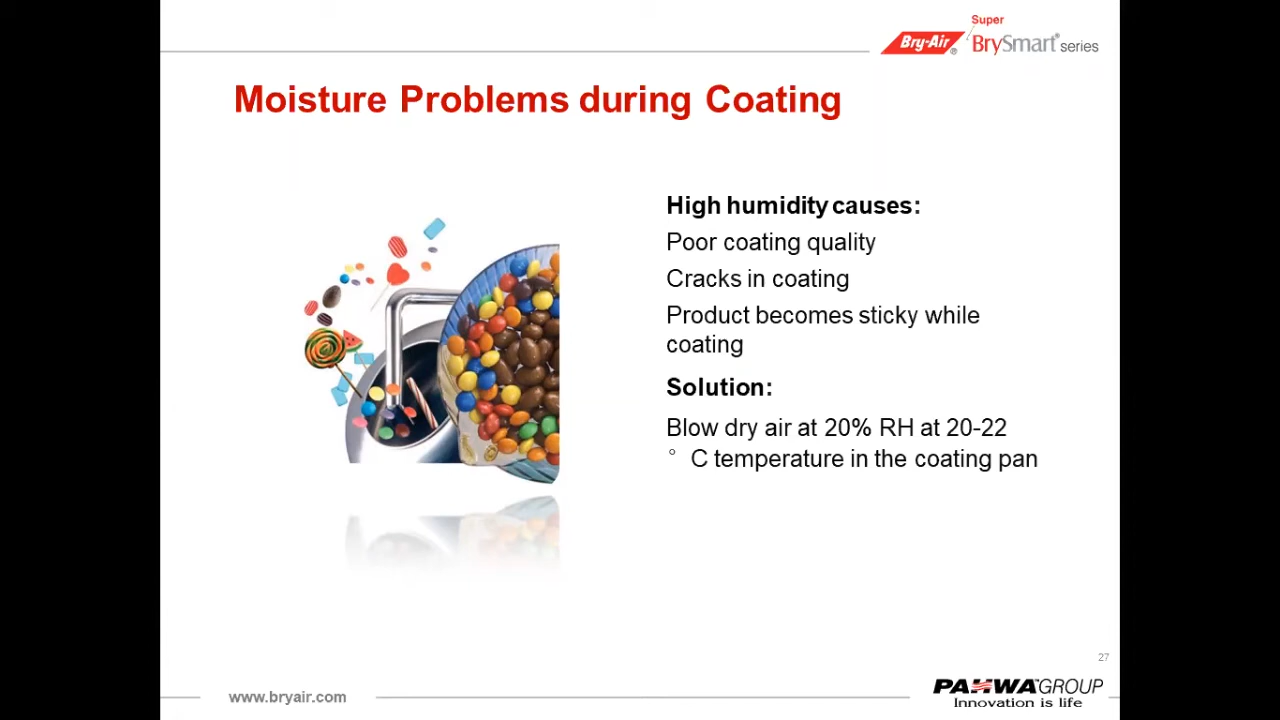 Super
Bry-Air® BrySmart® series
Moisture Problems during Coating
High humidity causes:
Poor coating quality
Cracks in coating
Product becomes sticky while
coating
Solution:
Blow dry air at 20% RH at 20-22
° C temperature in the coating pan
27
www.bryair.com
PAHWA GROUP
Innovation is life